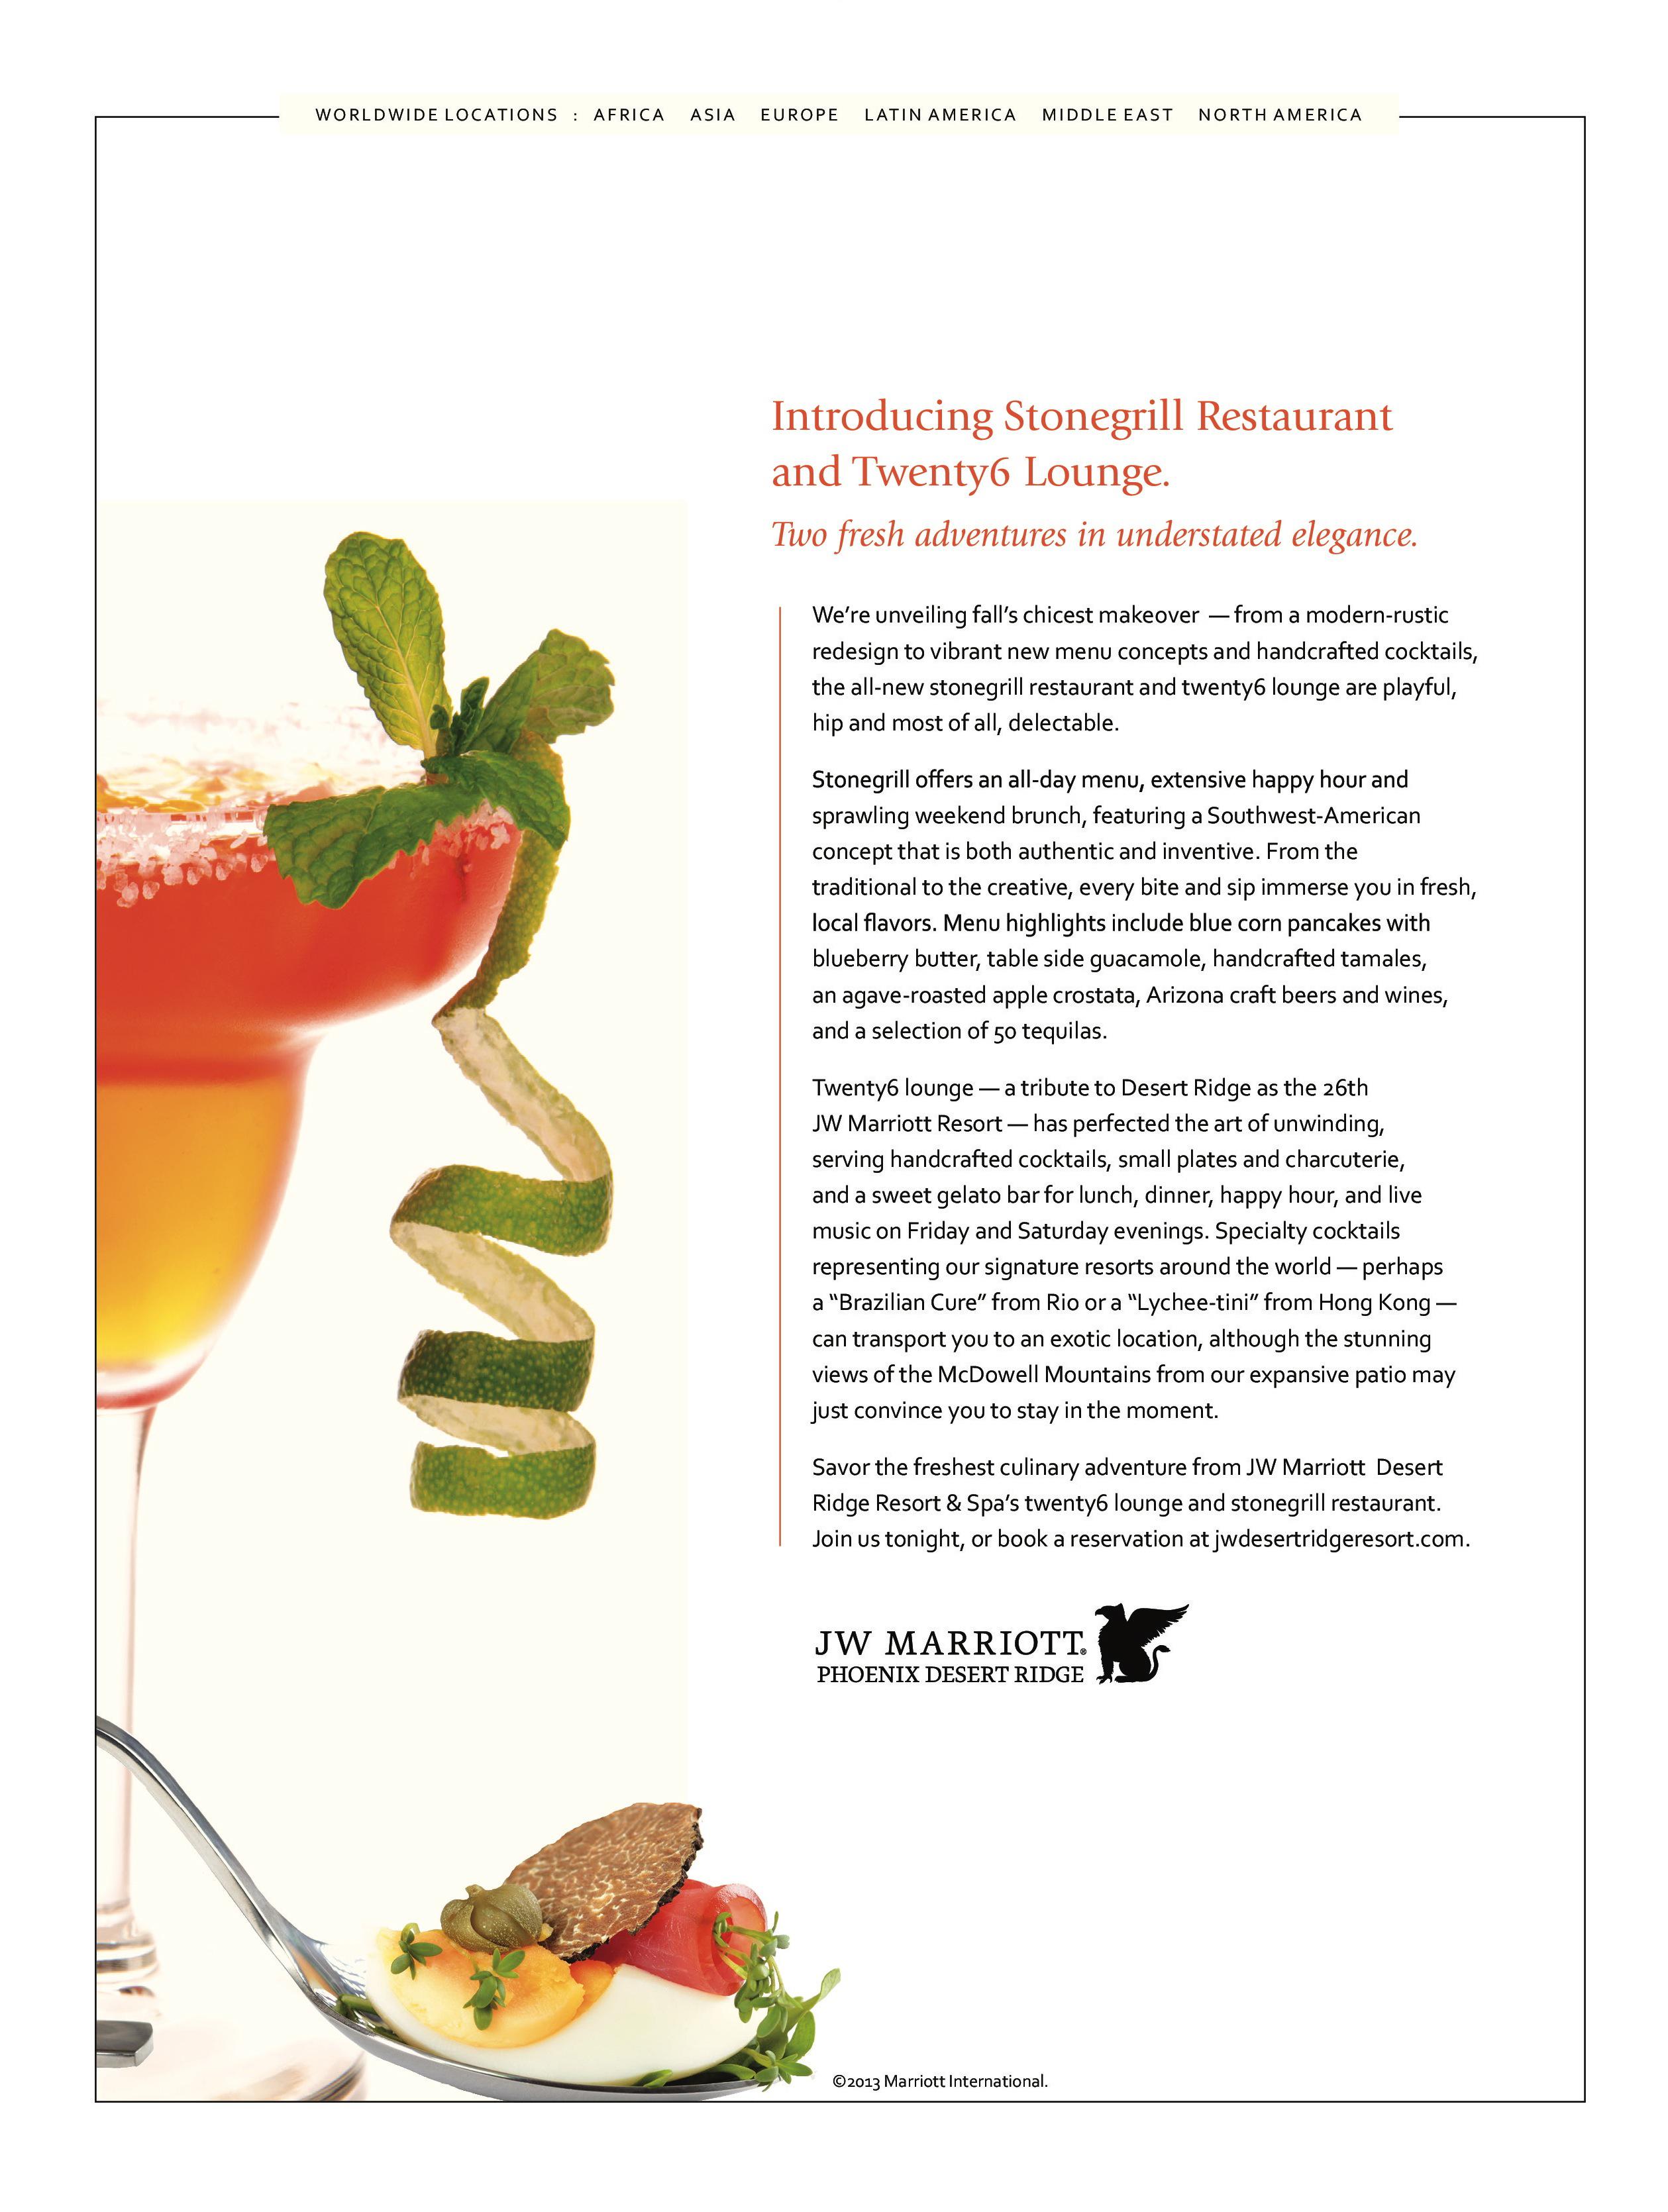 WORLDWIDE LOCATIONS : AFRICA ASIA EUROPE LATIN AMERICA MIDDLE EAST NORTH AMERICA
Introducing Stonegrill Restaurant
and Twenty6 Lounge.
Two fresh adventures in understated elegance.
We’re unveiling fall’s chicest makeover — from a modern-rustic
redesign to vibrant new menu concepts and handcrafted cocktails,
the all-new stonegrill restaurant and twenty6 lounge are playful,
hip and most of all, delectable.
Stonegrill offers an all-day menu, extensive happy hour and
sprawling weekend brunch, featuring a Southwest-American
concept that is both authentic and inventive. From the
traditional to the creative, every bite and sip immerse you in fresh,
local flavors. Menu highlights include blue corn pancakes with
blueberry butter, table side guacamole, handcrafted tamales,
an agave-roasted apple crostata, Arizona craft beers and wines,
and a selection of 50 tequilas.
Twenty6 lounge — a tribute to Desert Ridge as the 26th
JW Marriott Resort — has perfected the art of unwinding,
serving handcrafted cocktails, small plates and charcuterie,
and a sweet gelato bar for lunch, dinner, happy hour, and live
music on Friday and Saturday evenings. Specialty cocktails
representing our signature resorts around the world — perhaps
a “Brazilian Cure” from Rio or a “Lychee-tini” from Hong Kong —
can transport you to an exotic location, although the stunning
views of the McDowell Mountains from our expansive patio may
just convince you to stay in the moment.
Savor the freshest culinary adventure from JW Marriott Desert
Ridge Resort & Spa’s twenty6 lounge and stonegrill restaurant.
Join us tonight, or book a reservation at jwdesertridgeresort.com.
JW MARRIOTT®
PHOENIX DESERT RIDGE
©2013 Marriott International.